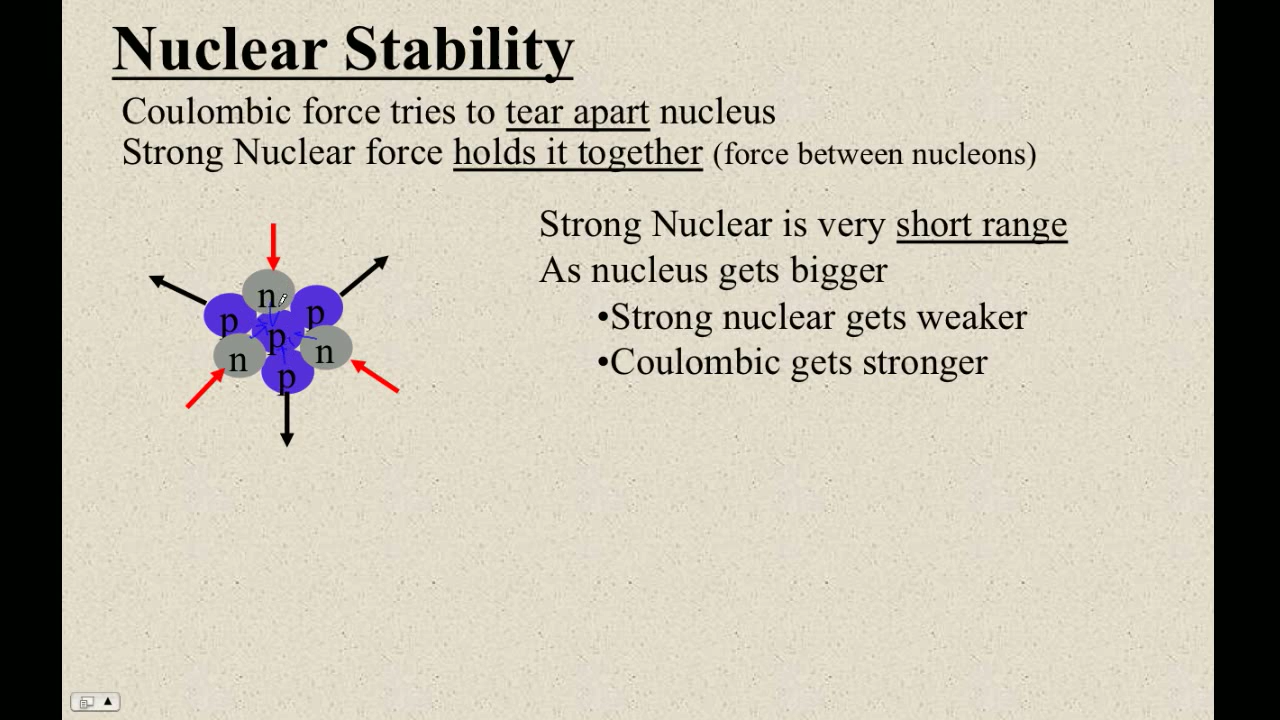 Nuclear Stability
Coulombic force tries to tear apart nucleus
Strong Nuclear force holds it together (force between nucleons)
Strong Nuclear is very short range
As nucleus gets bigger
•Strong nuclear gets weaker
•Coulombic gets stronger
n
p
p
p
n
n
p